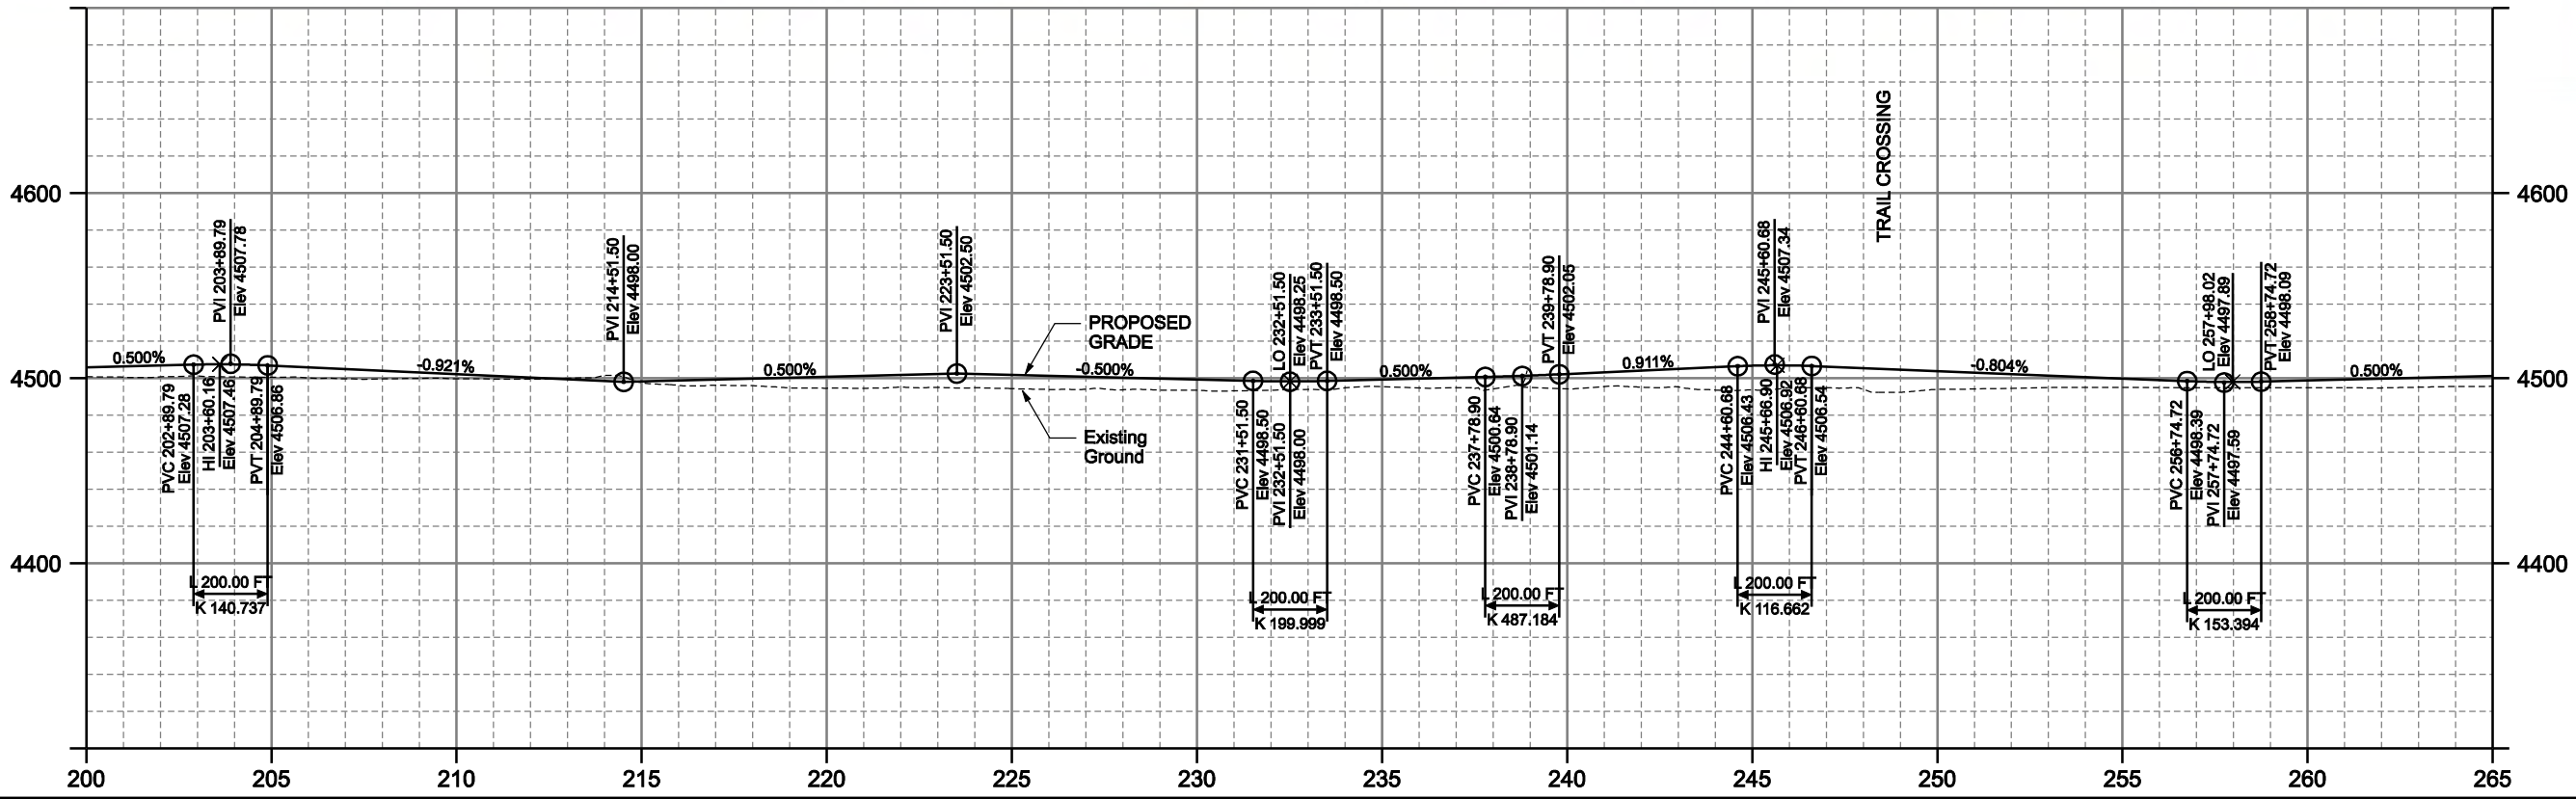 TRAIL CROSSING
4600
4600
PVI 203+89.79
Elev 4507.78
PVI 214+51.50
Elev 4498.00
PVI 223+51.50
Elev 4502.50
LO 232+51.50
Elev 4498.25
PVT 233+51.50
Elev 4498.50
PVT 239+78.90
Elev 4502.05
PVI 245+60.68
Elev 4507.34
LO 257+98.02
Elev 4497.89
PVT 258+74.72
Elev 4498.09
PROPOSED
GRADE
0.500%
-0.921%
0.500%
-0.500%
0.500%
0.911%
-0.804%
0.500%
4500
4500
PVC 202+89.79
Elev 4507.28
HI 203+60.16
Elev 4507.46
PVT 204+89.79
Elev 4506.86
Existing
Ground
PVC 231+51.50
Elev 4498.50
PVI 232+51.50
Elev 4498.00
PVC 237+78.90
Elev 4500.64
PVI 238+78.90
Elev 4501.14
PVC 244+60.68
Elev 4506.43
HI 245+66.90
Elev 4506.92
PVT 246+60.68
Elev 4506.54
PVC 256+74.72
Elev 4498.39
PVI 257+74.72
Elev 4497.59
4400
4400
L 200.00 FT
K 140.737
L 200.00 FT
K 199.999
L 200.00 FT
K 487.184
L 200.00 FT
K 116.662
L 200.00 FT
K 153.394
200 205 210 215 220 225 230 235 240 245 250 255 260 265